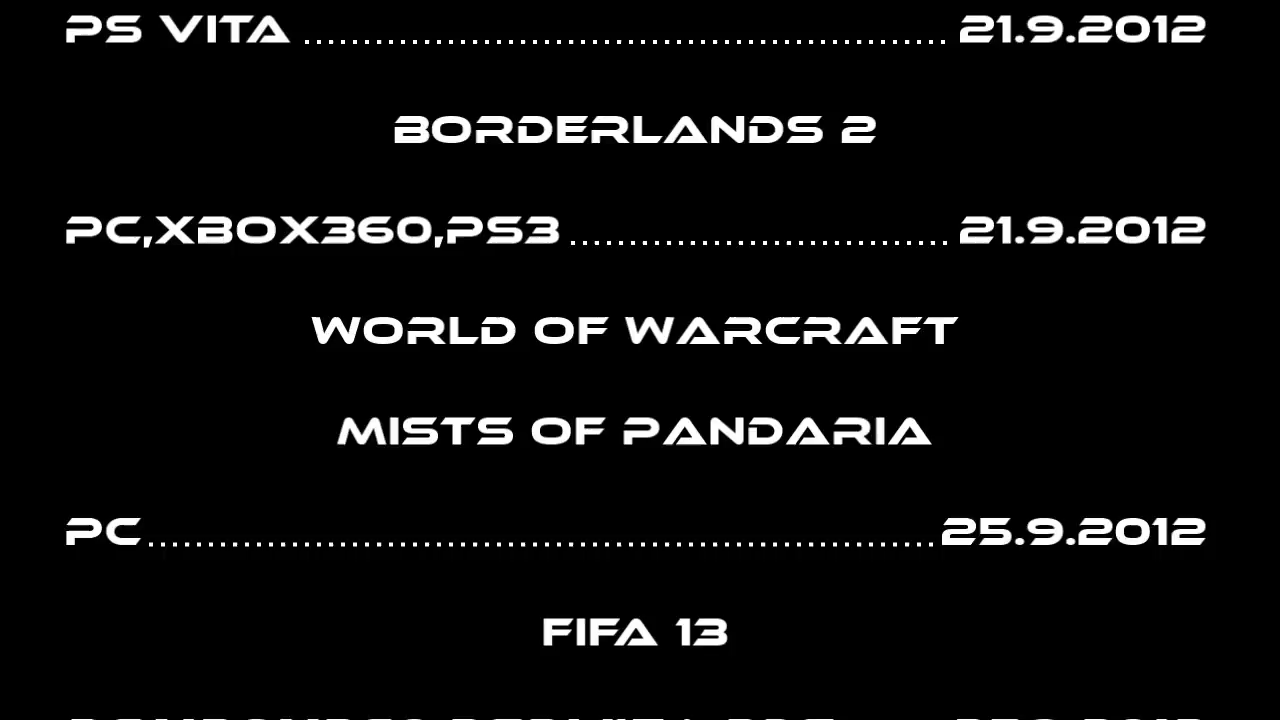 PS VITA ...................................................... 21.9.2012
BORDERLANDS 2
PC,XBOX360,PS3 ................................ 21.9.2012
WORLD OF WARCRAFT
MISTS OF PANDARIA
PC.................................................................. 25.9.2012
FIFA 13